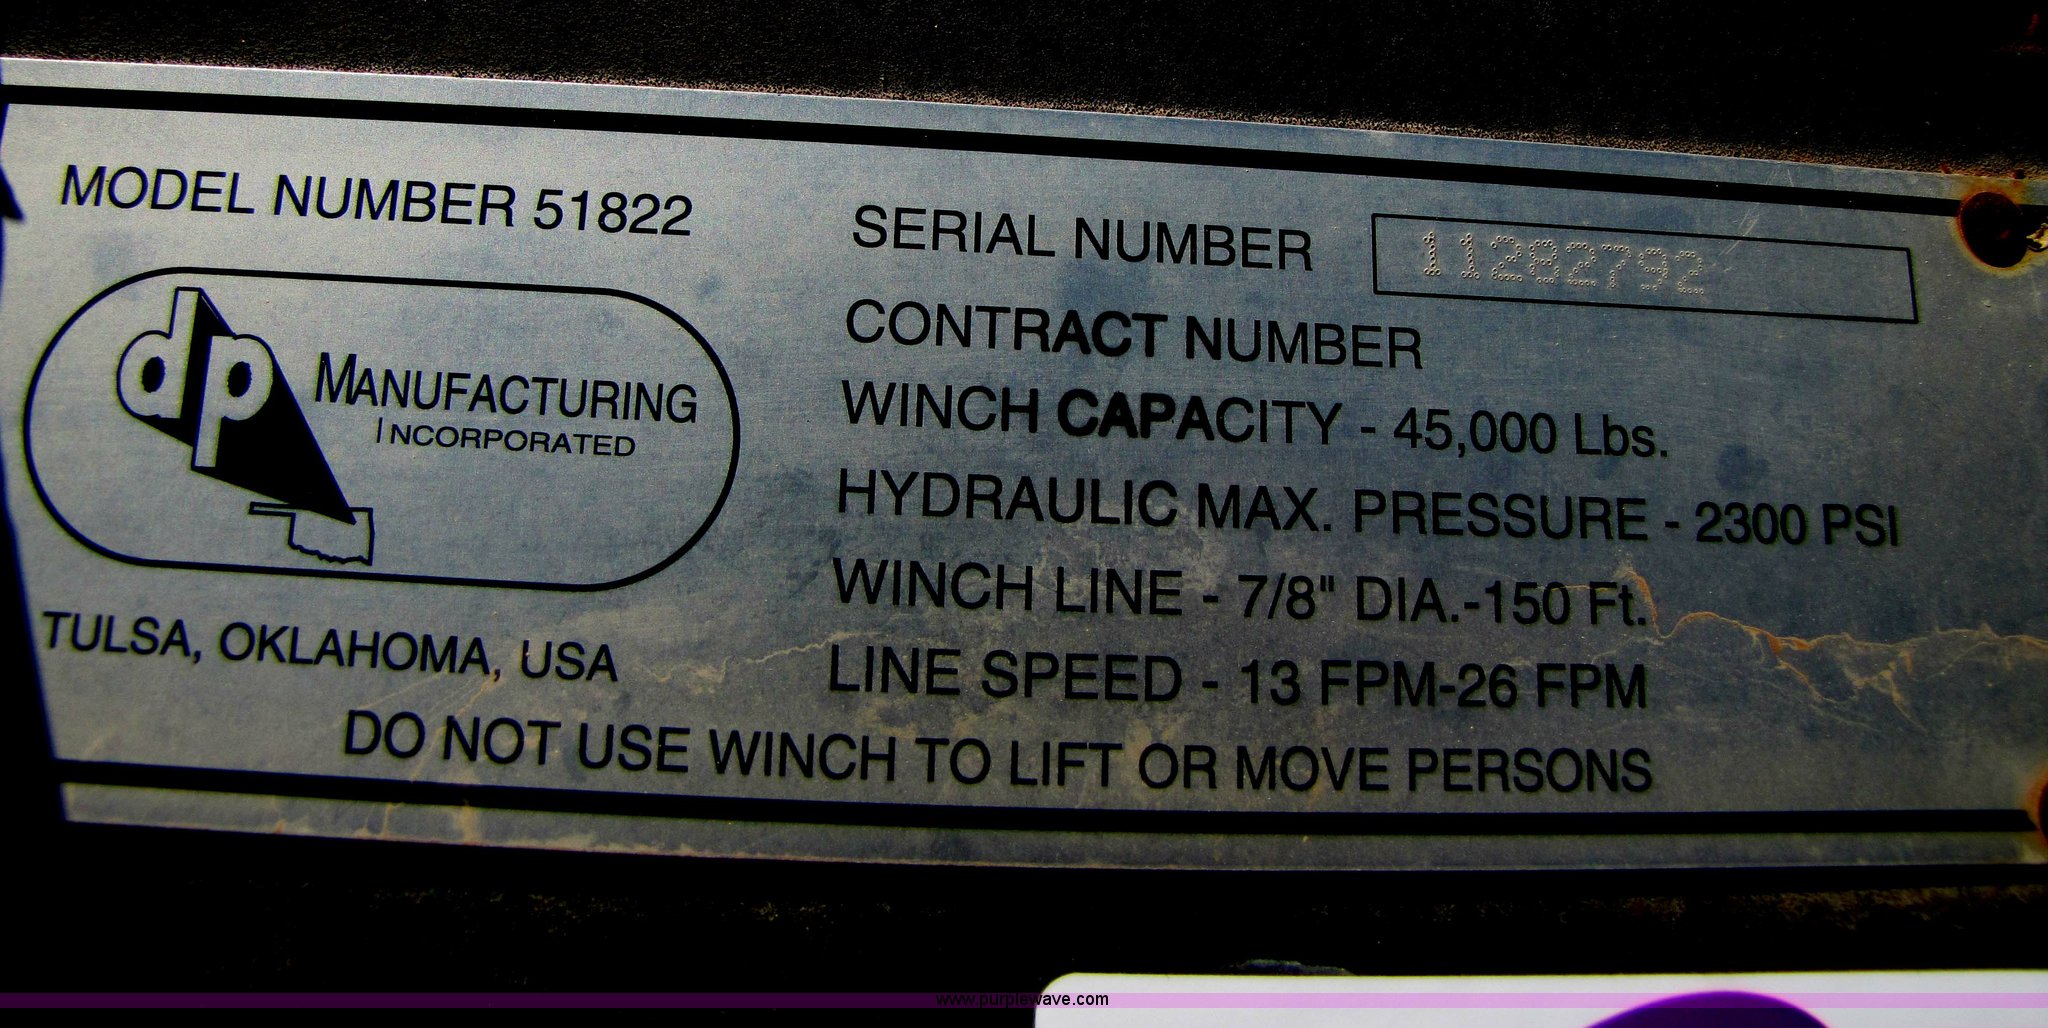 MODEL NUMBER 51822
dp MANUFACTURING
INCORPORATED
TULSA, OKLAHOMA, USA
SERIAL NUMBER 11282792
CONTRACT NUMBER
WINCH CAPACITY - 45,000 Lbs.
HYDRAULIC MAX. PRESSURE - 2300 PSI
WINCH LINE - 7/8" DIA.-150 Ft.
LINE SPEED - 13 FPM-26 FPM
DO NOT USE WINCH TO LIFT OR MOVE PERSONS
www.purplewave.com